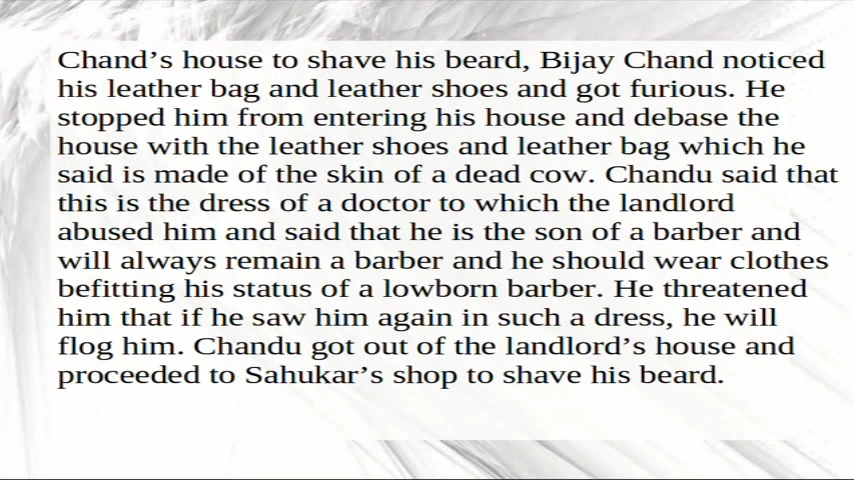 Chand’s house to shave his beard, Bijay Chand noticed
his leather bag and leather shoes and got furious. He
stopped him from entering his house and debase the
house with the leather shoes and leather bag which he
said is made of the skin of a dead cow. Chandu said that
this is the dress of a doctor to which the landlord
abused him and said that he is the son of a barber and
will always remain a barber and he should wear clothes
befitting his status of a lowborn barber. He threatened
him that if he saw him again in such a dress, he will
flog him. Chandu got out of the landlord’s house and
proceeded to Sahukar’s shop to shave his beard.